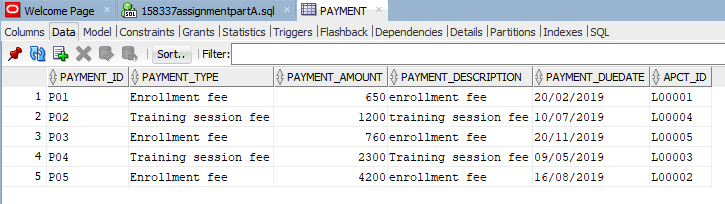 Welcome Page 158337assignmentpartA.sql PAYMENT
Columns Data Model Constraints Grants Statistics Triggers Flashback Dependencies Details Partitions Indexes SQL
Sort.. Filter:
PAYMENT_ID PAYMENT_TYPE PAYMENT_AMOUNT PAYMENT_DESCRIPTION PAYMENT_DUEDATE APCT_ID
1 P01 Enrollment fee 650 enrollment fee 20/02/2019 L00001
2 P02 Training session fee 1200 training session fee 10/07/2019 L00004
3 P03 Enrollment fee 760 enrollment fee 20/11/2019 L00005
4 P04 Training session fee 2300 Training session fee 09/05/2019 L00003
5 P05 Enrollment fee 4200 enrollment fee 16/08/2019 L00002